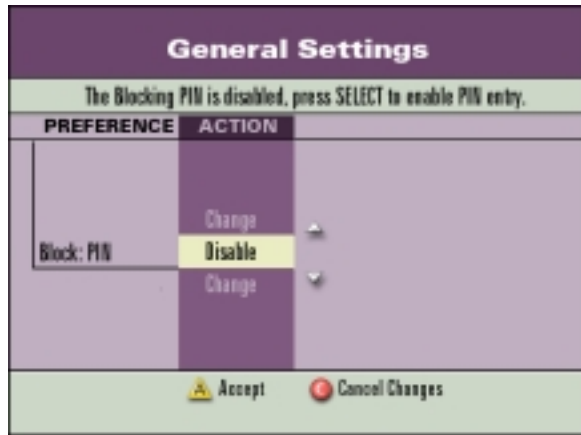 General Settings
The Blocking PIN is disabled, press SELECT to enable PIN entry.
PREFERENCE ACTION
Change
Block: PIN Disable
Change
A Accept C Cancel Changes